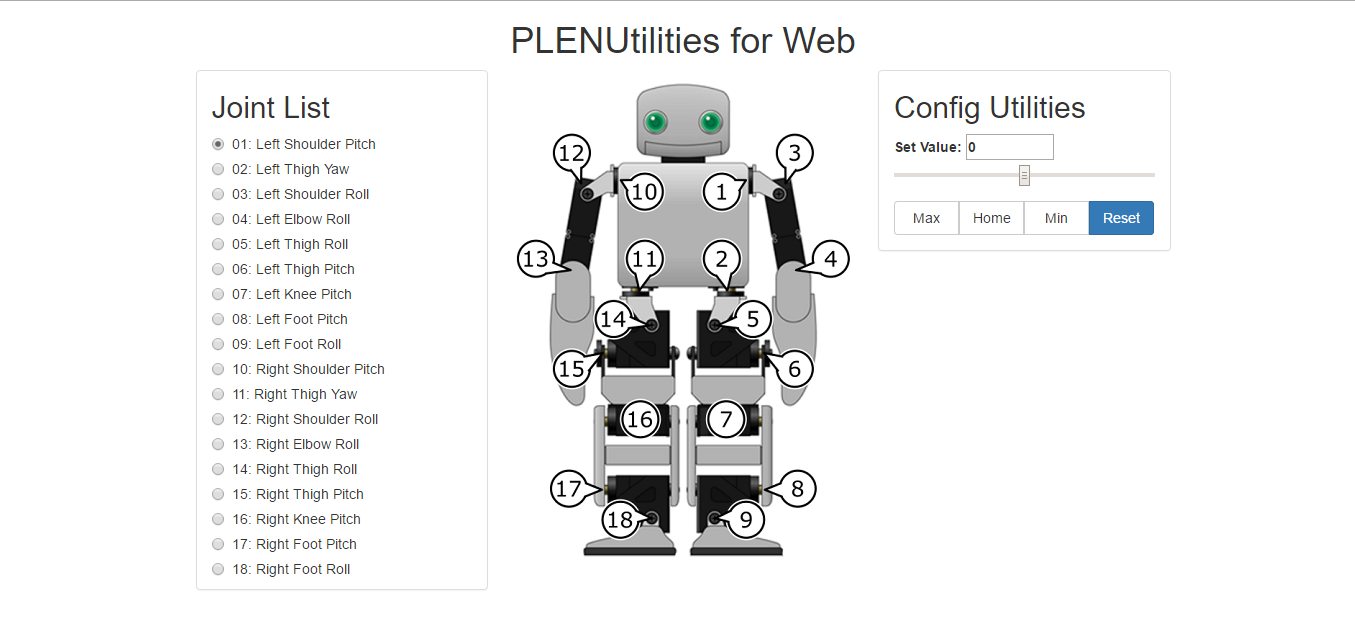 PLENUtilities for Web
Joint List
01: Left Shoulder Pitch
02: Left Thigh Yaw
03: Left Shoulder Roll
04: Left Elbow Roll
05: Left Thigh Roll
06: Left Thigh Pitch
07: Left Knee Pitch
08: Left Foot Pitch
09: Left Foot Roll
10: Right Shoulder Pitch
11: Right Thigh Yaw
12: Right Shoulder Roll
13: Right Elbow Roll
14: Right Thigh Roll
15: Right Thigh Pitch
16: Right Knee Pitch
17: Right Foot Pitch
18: Right Foot Roll
12 3
10 1
13 11 2 4
14 5
15 6
16 7
17 8
18 9
Config Utilities
Set Value: 0
Max Home Min Reset